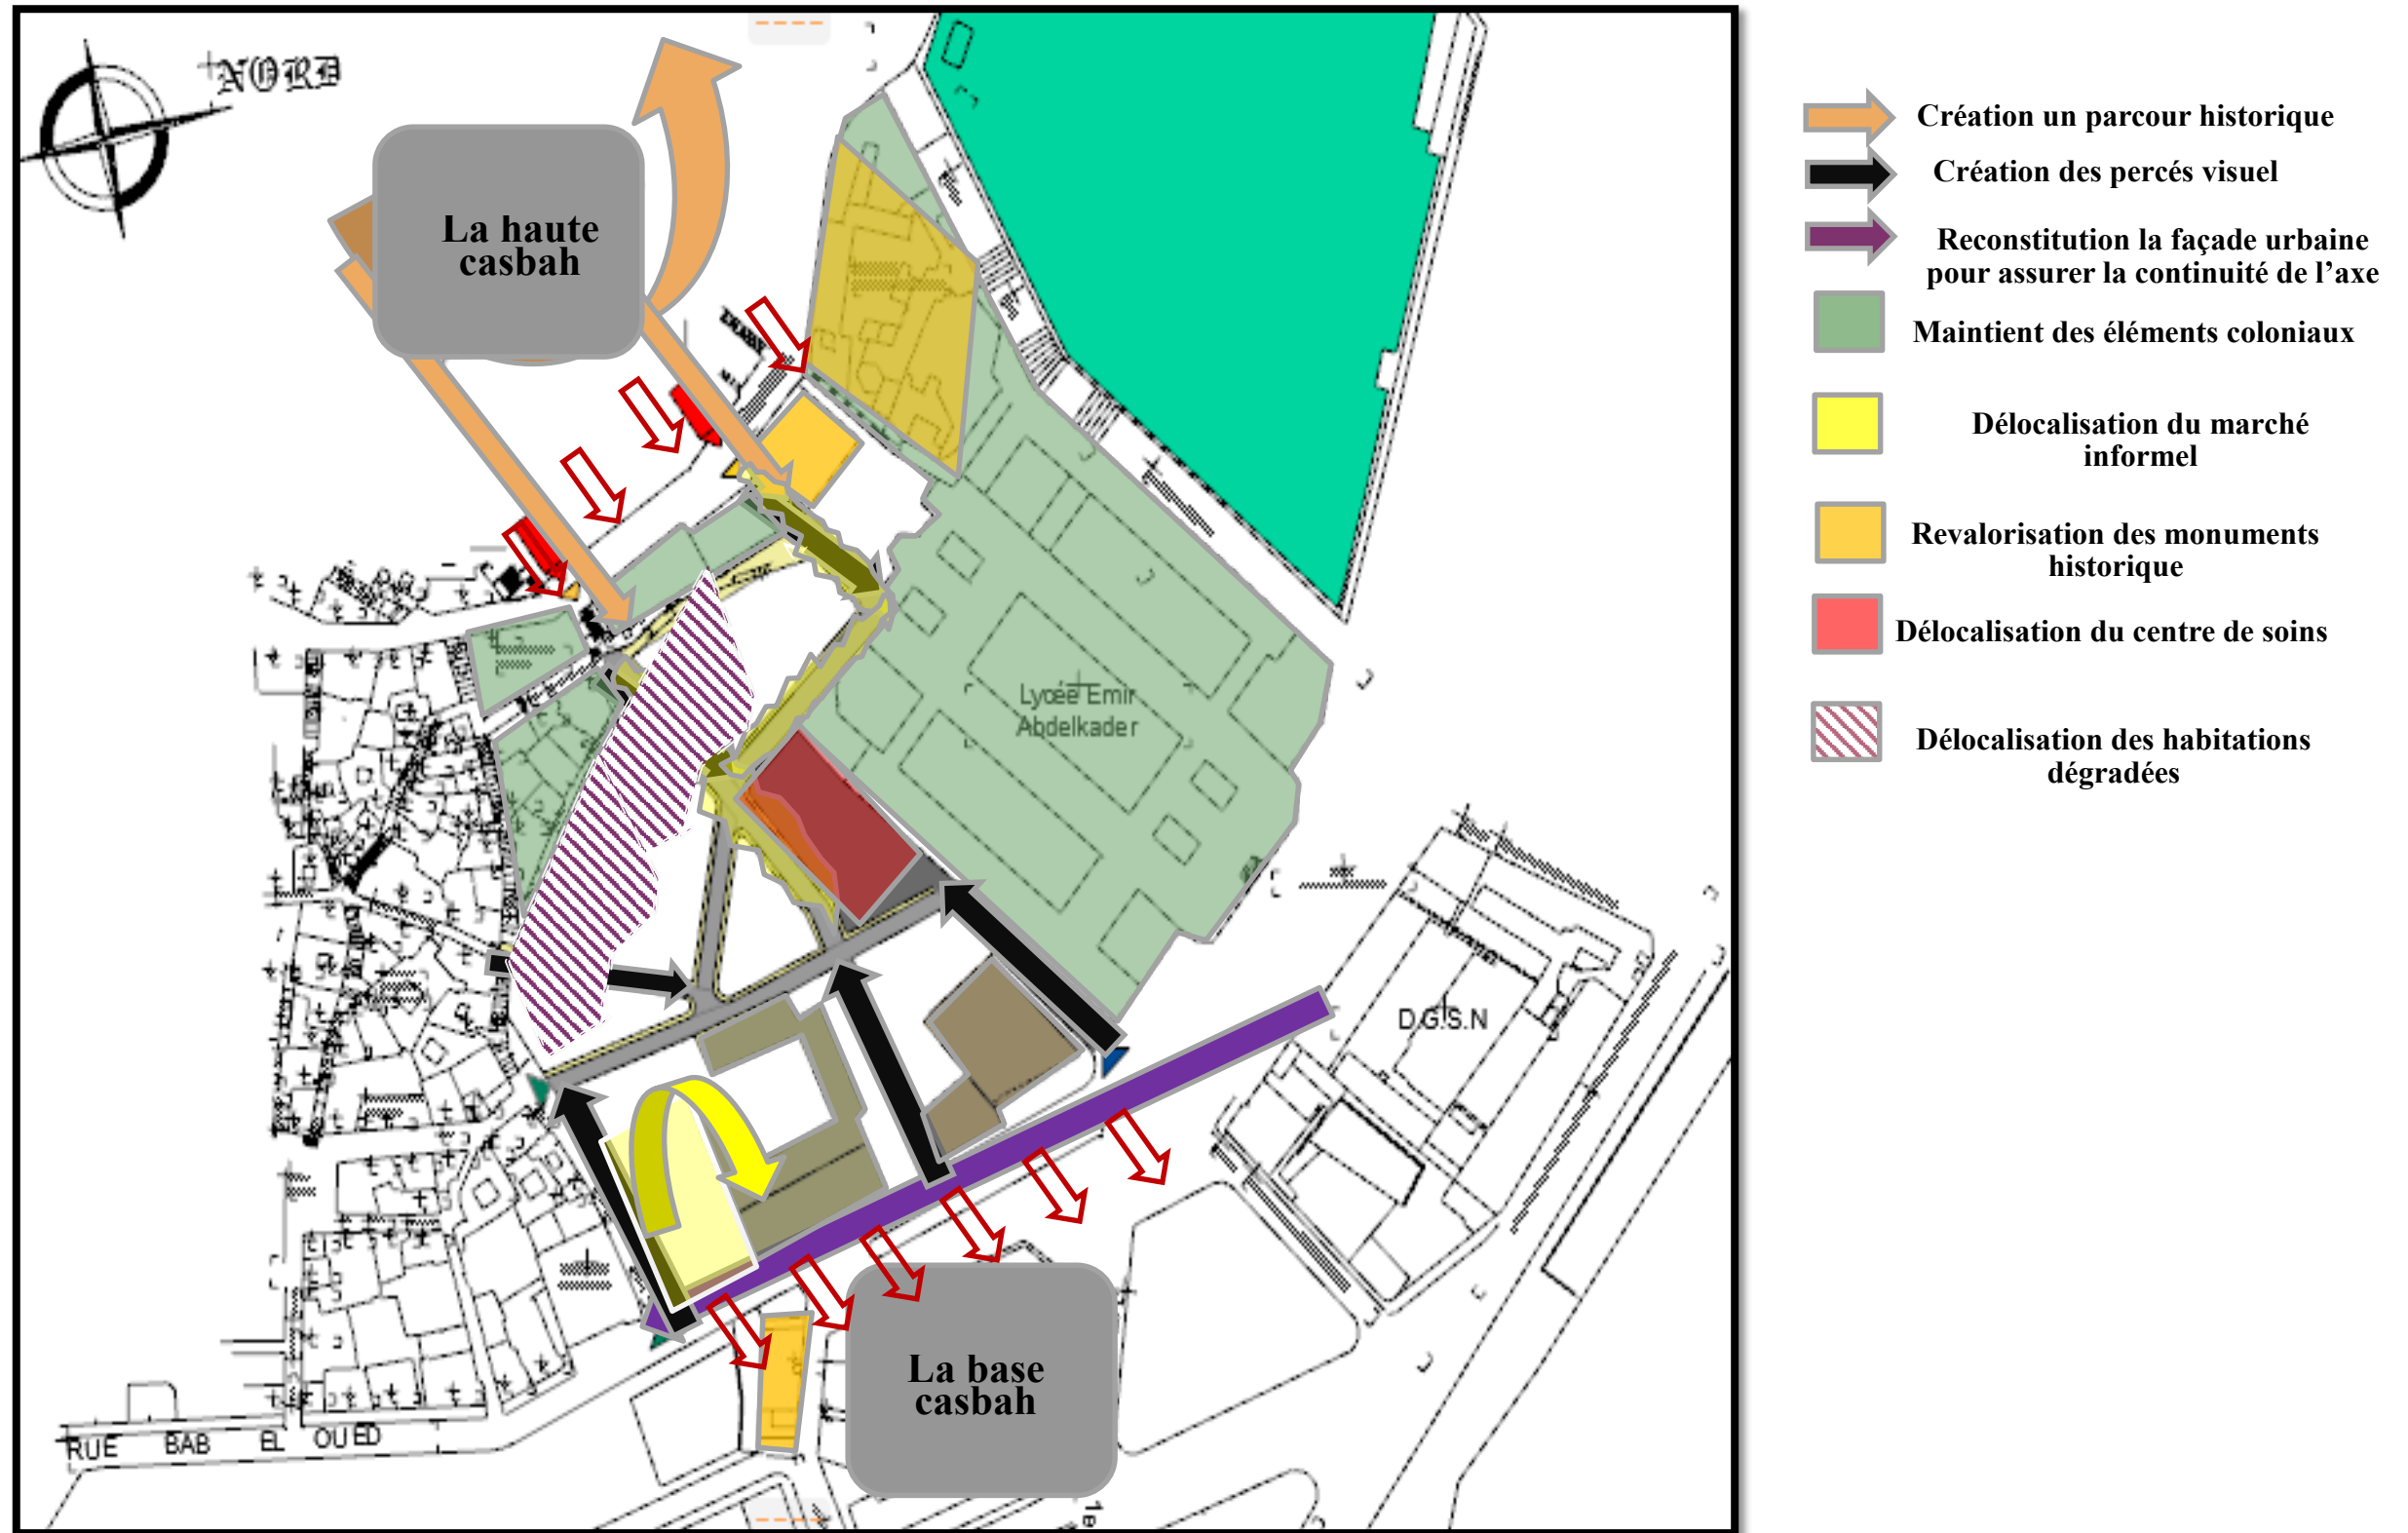 NORD
La haute
casbah
Lycée Emir
Abdelkader
D.G.S.N
La base
casbah
RUE BAB EL OUED
1e
Création un parcour historique
Création des percés visuel
Reconstitution la façade urbaine
pour assurer la continuité de l’axe
Maintient des éléments coloniaux
Délocalisation du marché
informel
Revalorisation des monuments
historique
Délocalisation du centre de soins
Délocalisation des habitations
dégradées